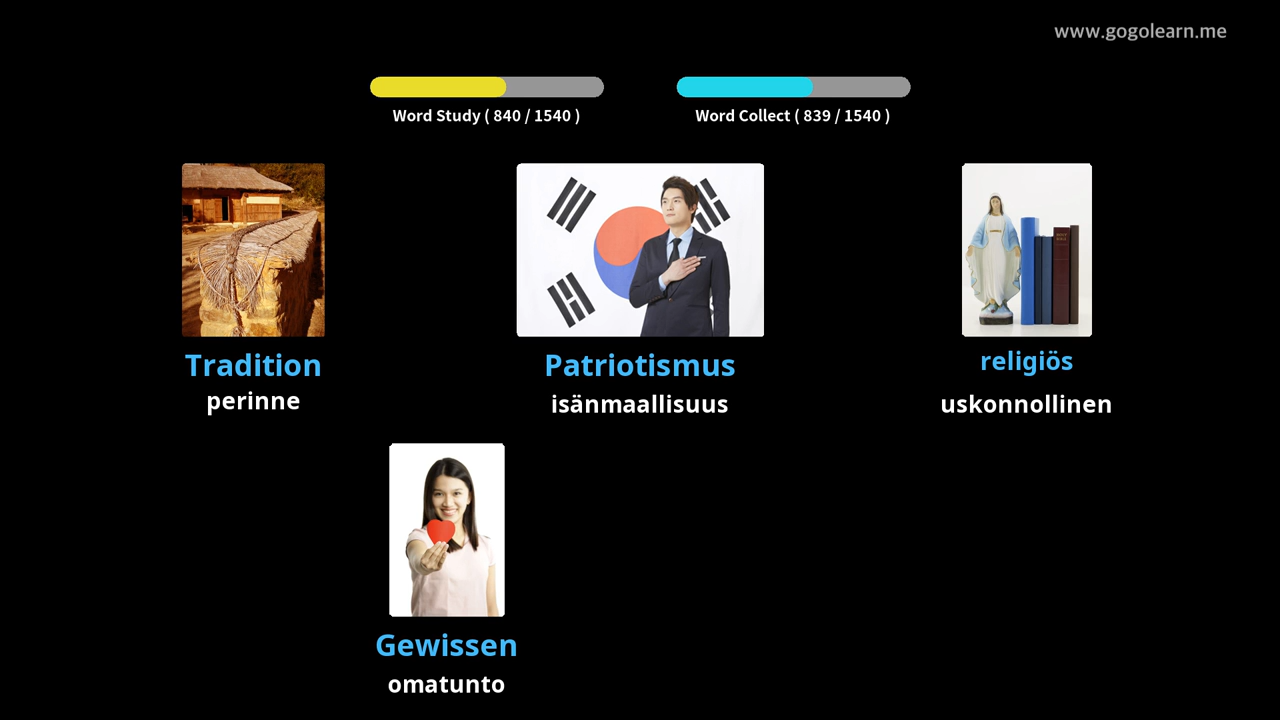 www.gogolearn.me
Word Study ( 840 / 1540 )
Word Collect ( 839 / 1540 )
Tradition
perinne
Patriotismus
isänmaallisuus
religiös
uskonnollinen
Gewissen
omatunto